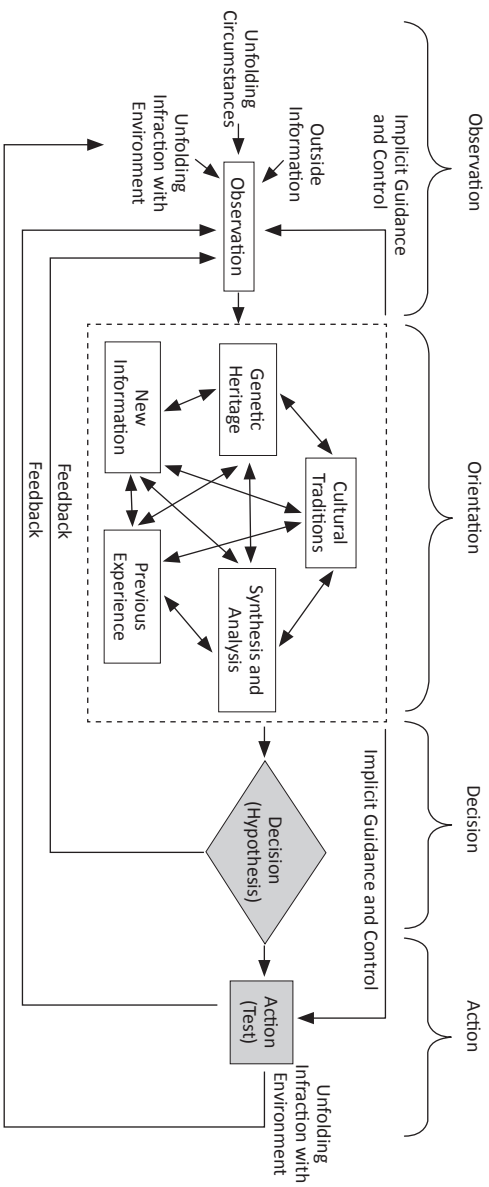 Observation
Orientation
Decision
Action
Implicit Guidance
and Control
Implicit Guidance and Control
Outside
Information
Unfolding
Circumstances
Unfolding
Infraction with
Environment
Observation
Cultural
Traditions
Genetic
Heritage
Synthesis and
Analysis
New
Information
Previous
Experience
Decision
(Hypothesis)
Action
(Test)
Unfolding
Infraction with
Environment
Feedback
Feedback